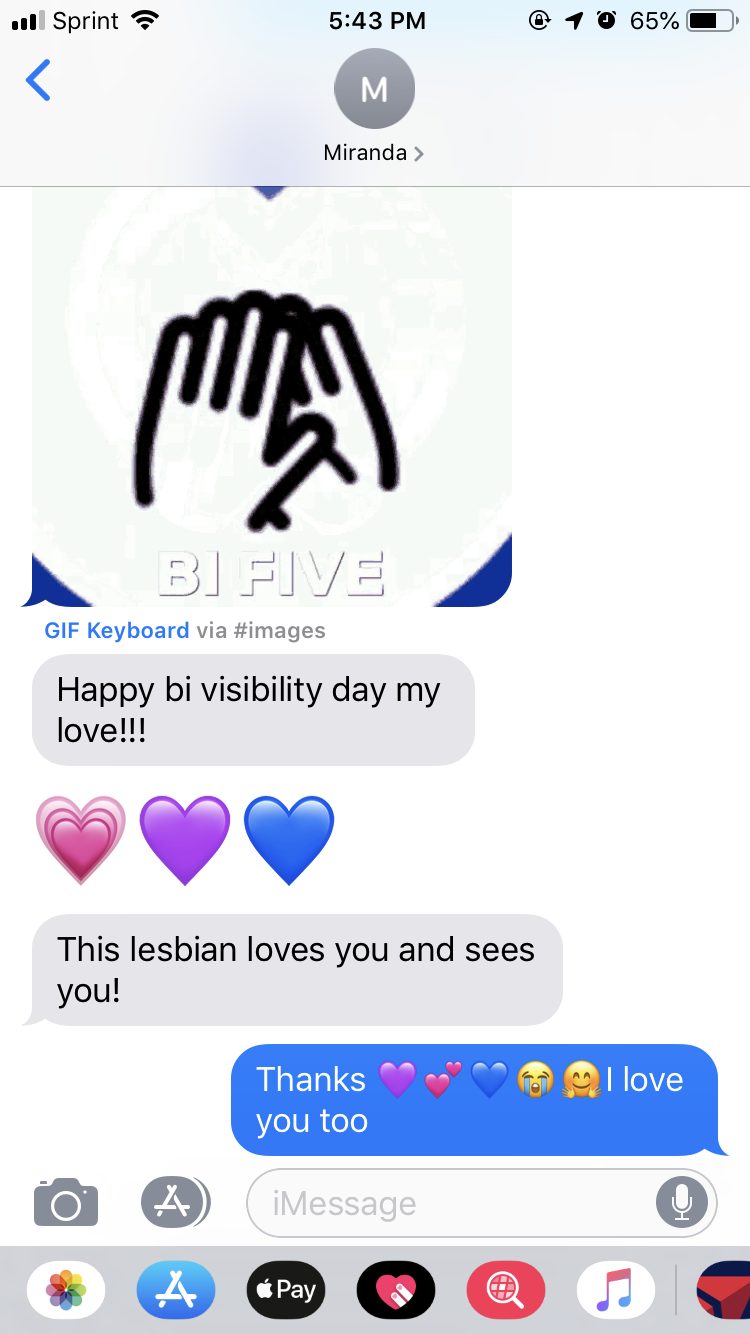 Sprint 5:43 PM 65%
M
Miranda
BI FIVE
GIF Keyboard via #images
Happy bi visibility day my
love!!!
💗💜💙
This lesbian loves you and sees
you!
Thanks 💜💕💙😭🤗I love
you too
iMessage
Pay